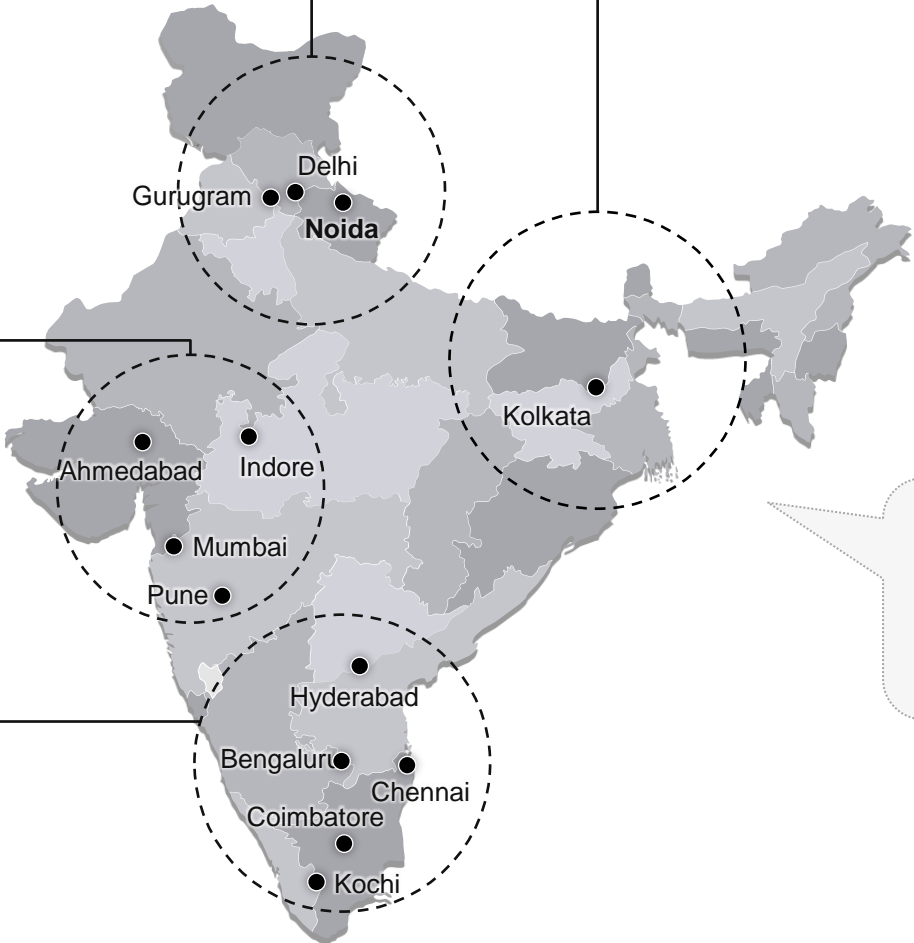 Delhi
Gurugram
Noida
Kolkata
Ahmedabad
Indore
Mumbai
Pune
Hyderabad
Bengaluru
Chennai
Coimbatore
Kochi